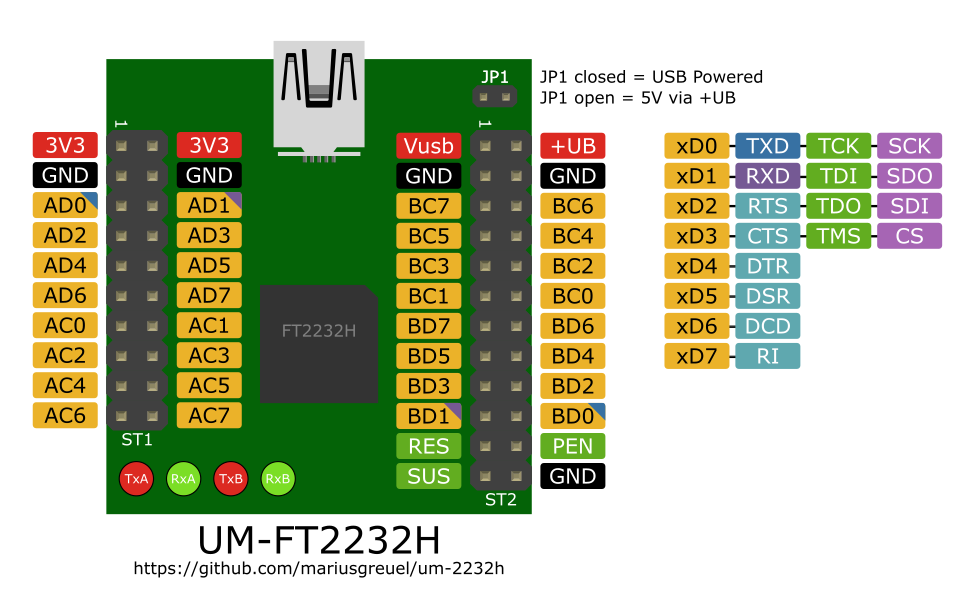 JP1
JP1 closed = USB Powered
JP1 open = 5V via +UB
1 1
3V3 3V3 Vusb +UB xD0 TXD TCK SCK
GND GND GND GND xD1 RXD TDI SDO
AD0 AD1 BC7 BC6 xD2 RTS TDO SDI
AD2 AD3 BC5 BC4 xD3 CTS TMS CS
AD4 AD5 BC3 BC2 xD4 DTR
AD6 AD7 BC1 BC0 xD5 DSR
AC0 AC1 FT2232H BD7 BD6 xD6 DCD
AC2 AC3 BD5 BD4 xD7 RI
AC4 AC5 BD3 BD2
AC6 AC7 BD1 BD0
ST1 RES PEN
TxA RxA TxB RxB SUS GND
ST2
UM-FT2232H
https://github.com/mariusgreuel/um-2232h